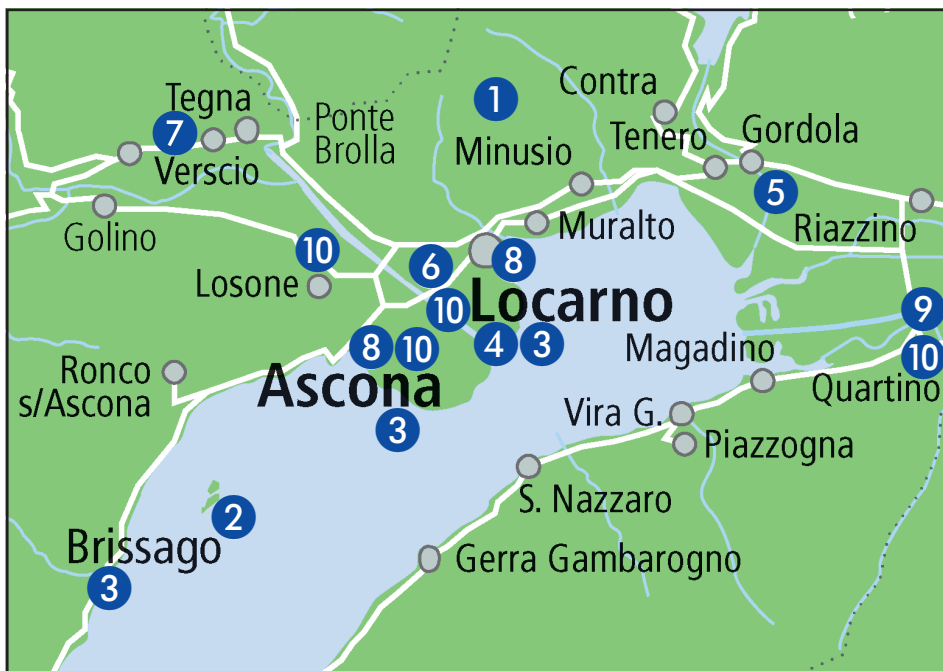 1
Contra
Tegna
Ponte
Brolla
7
Tenero
Gordola
Minusio
Verscio
5
Muralto
Riazzino
Golino
10
6
8
Losone
10
Locarno
9
8
10
4
3
Magadino
10
Ronco
s/Ascona
Ascona
Quartino
Vira G.
3
Piazzogna
S. Nazzaro
2
Brissago
Gerra Gambarogno
3